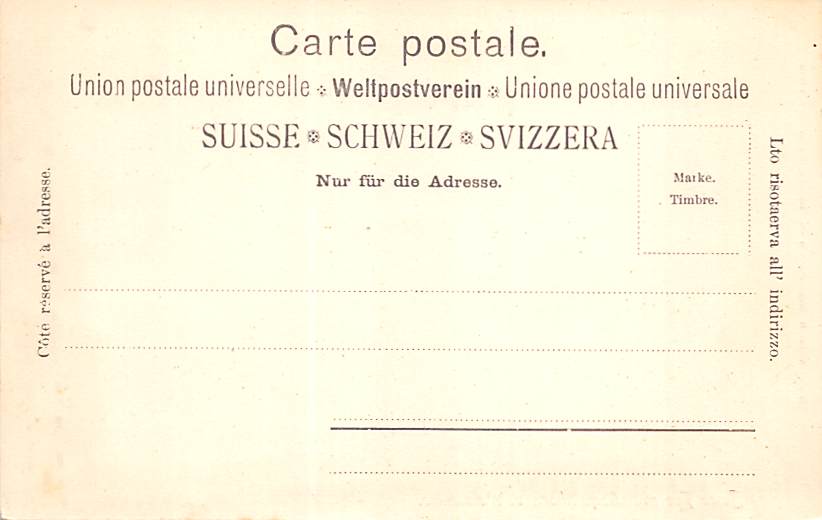 Carte postale.
Union postale universelle ❉ Weltpostverein ❉ Unione postale universale
SUISSE ❉ SCHWEIZ ❉ SVIZZERA
Nur für die Adresse.
Marke.
Timbre.
Côté réservé à l'adresse.
Lto risotaerva all' indirizzo.